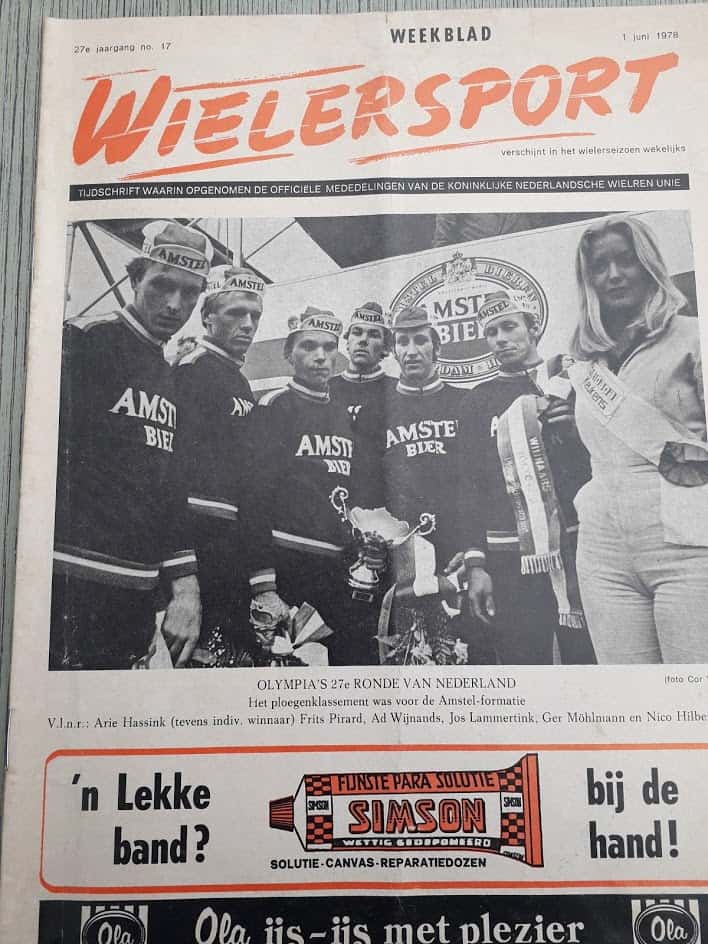 WEEKBLAD
27e jaargang no. 17
1 juni 1978
WIELERSPORT
verschijnt in het wielerseizoen wekelijks
TIJDSCHRIFT WAARIN OPGENOMEN DE OFFICIËLE MEDEDELINGEN VAN DE KONINKLIJKE NEDERLANDSCHE WIELREN UNIE
AMSTEL
AMSTEL
AMSTEL
AMSTEL
BIER
AMSTEL
BIER
AMSTE
BIER
OLYMPIA'S 27e RONDE VAN NEDERLAND
(foto Cor
Het ploegenklassement was voor de Amstel-formatie
V.l.n.r.: Arie Hassink (tevens indiv. winnaar) Frits Pirard, Ad Wijnands, Jos Lammertink, Ger Möhlmann en Nico Hilbe
'n Lekke
band?
FIJNSTE PARA SOLUTIE
SIMSON
SIMSON
SIMSON
WETTIG GEDEPONEERD
SOLUTIE-CANVAS-REPARATIEDOZEN
bij de
hand!
Ola
Ola ijs-ijs met plezier
Ola